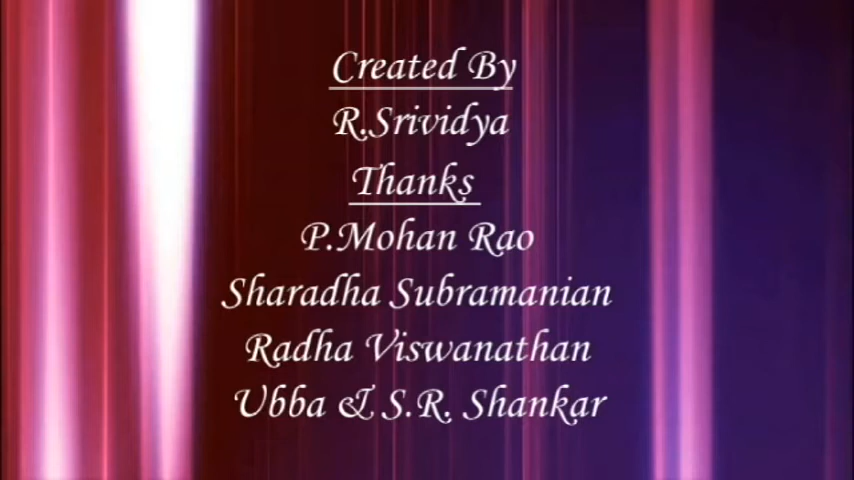 Created By
R.Srividya
Thanks
P.Mohan Rao
Sharadha Subramanian
Radha Viswanathan
Ubba & S.R. Shankar